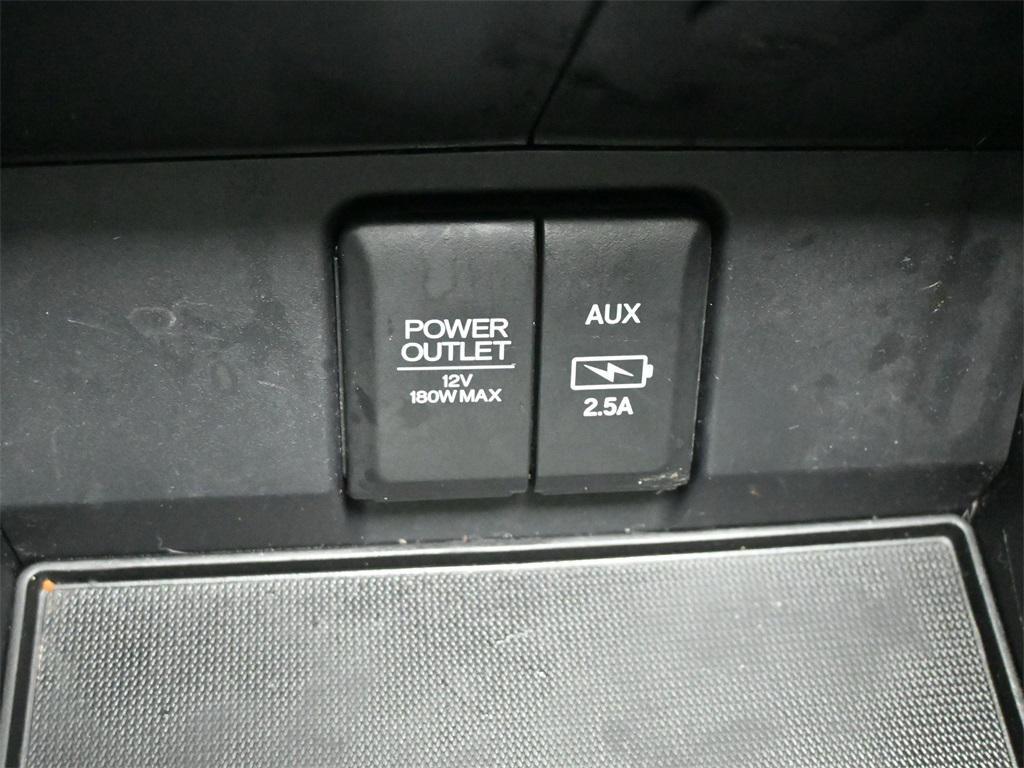 POWER
OUTLET
12V
180W MAX
AUX
2.5A